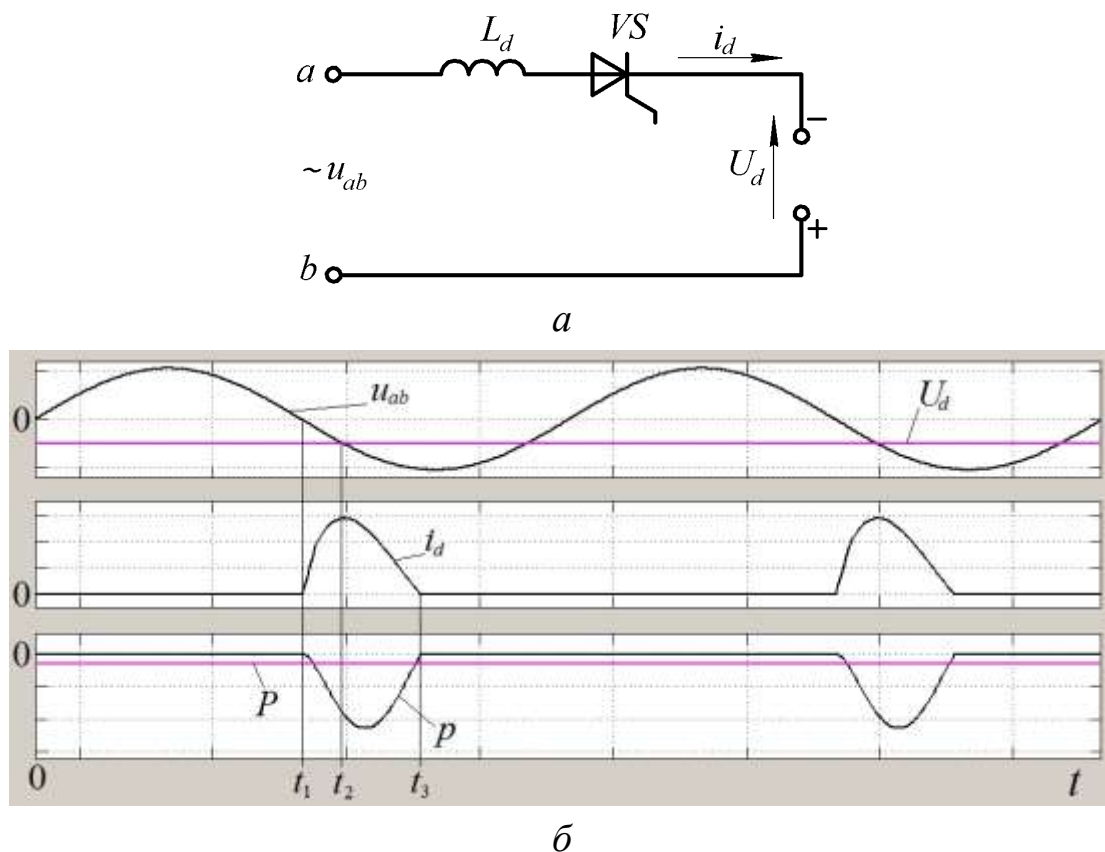 L_d VS i_d
a
~u_ab U_d − +
b
а
0 u_ab U_d
0 i_d
0 P p
0 t_1 t_2 t_3 t
б